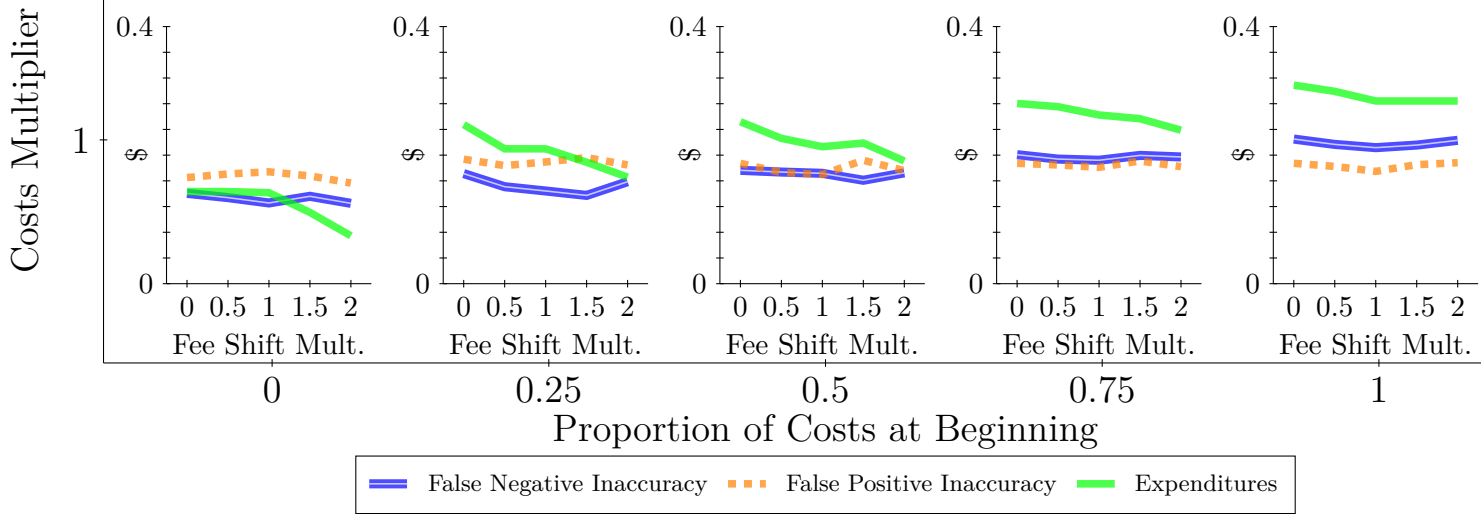 Costs Multiplier
1
0.4 0.4 0.4 0.4 0.4
$ $ $ $ $
0 0 0 0 0
0 0.5 1 1.5 2 0 0.5 1 1.5 2 0 0.5 1 1.5 2 0 0.5 1 1.5 2 0 0.5 1 1.5 2
Fee Shift Mult. Fee Shift Mult. Fee Shift Mult. Fee Shift Mult. Fee Shift Mult.
0 0.25 0.5 0.75 1
Proportion of Costs at Beginning
False Negative Inaccuracy False Positive Inaccuracy Expenditures